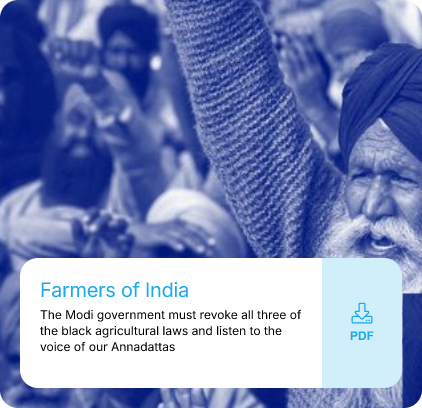 Farmers of India
The Modi government must revoke all three of
the black agricultural laws and listen to the
voice of our Annadattas
PDF